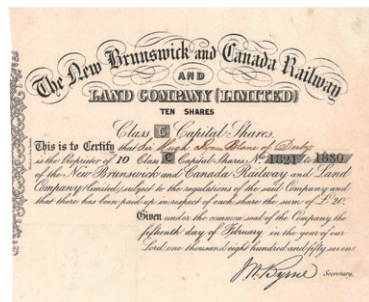 The New Brunswick and Canada Railway
AND
LAND COMPANY (LIMITED)
TEN SHARES
Class C Capital Shares.
This is to Certify that Sir Hugh of Derby
is the Proprietor of 10 Class C Capital Shares Nos 1821 to 1830
of the New Brunswick and Canada Railway and Land
Company Limited, subject to the regulations of the said Company and
that there has been paid up in respect of each share the sum of £20.
Given under the common seal of the Company the
fifteenth day of February in the year of our
Lord one thousand eight hundred and fifty seven.
J W Byrne Secretary.